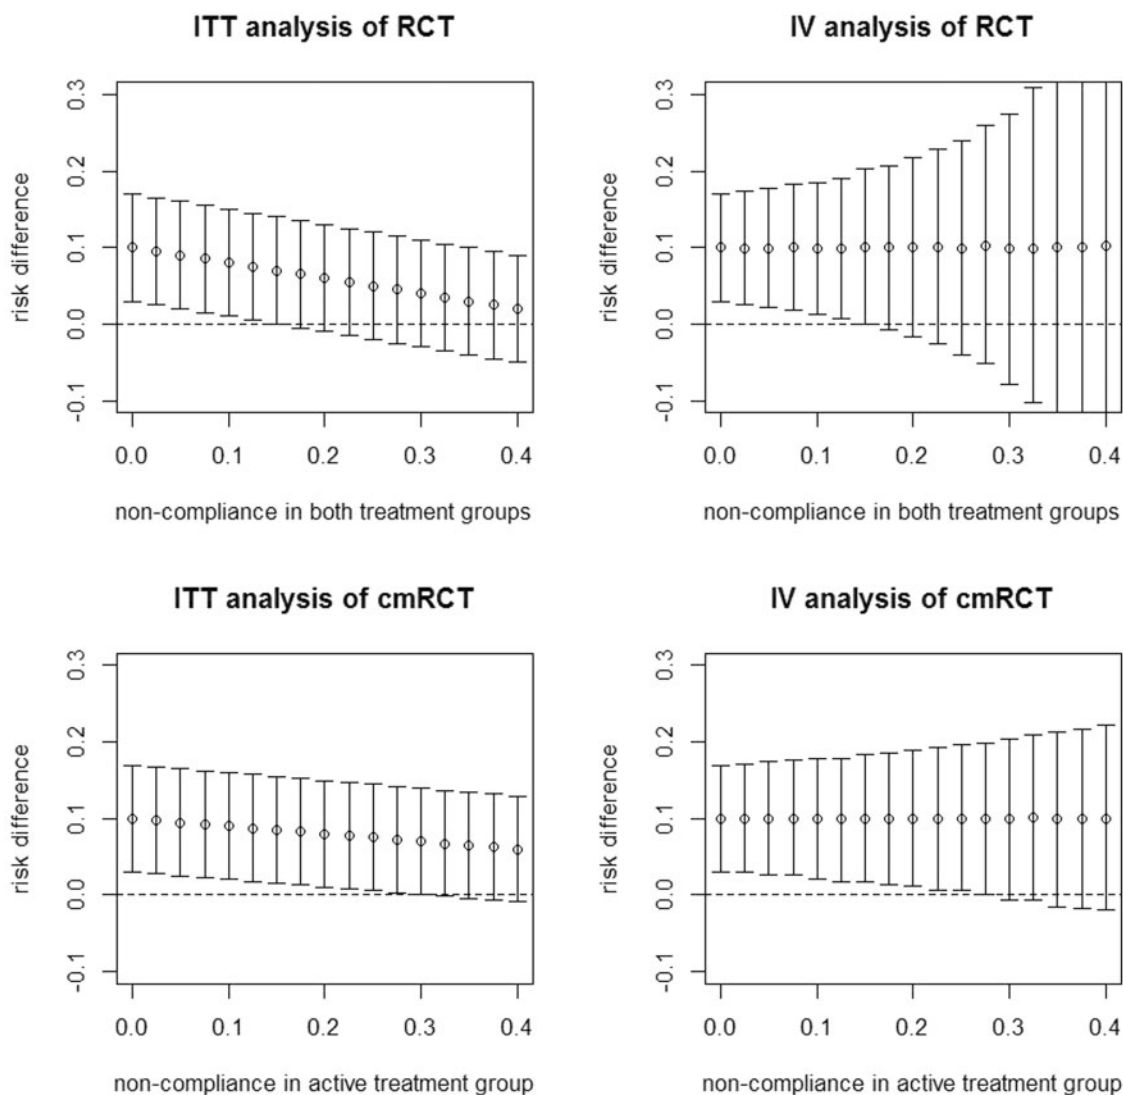 ITT analysis of RCT
risk difference
0.3
0.2
0.1
0.0
-0.1
0.0 0.1 0.2 0.3 0.4
non-compliance in both treatment groups
IV analysis of RCT
risk difference
0.3
0.2
0.1
0.0
-0.1
0.0 0.1 0.2 0.3 0.4
non-compliance in both treatment groups
ITT analysis of cmRCT
risk difference
0.3
0.2
0.1
0.0
-0.1
0.0 0.1 0.2 0.3 0.4
non-compliance in active treatment group
IV analysis of cmRCT
risk difference
0.3
0.2
0.1
0.0
-0.1
0.0 0.1 0.2 0.3 0.4
non-compliance in active treatment group